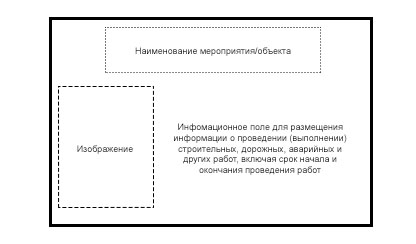 Наименование мероприятия/объекта
Изображение
Инфомационное поле для размещения
информации о проведении (выполнении)
строительных, дорожных, аварийных и
других работ, включая срок начала и
окончания проведения работ